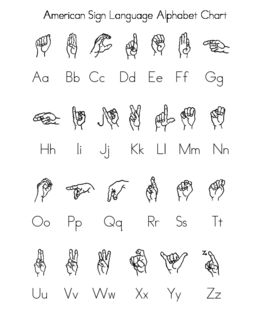 American Sign Language Alphabet Chart
Aa Bb Cc Dd Ee Ff Gg
Hh Ii Jj Kk Ll Mm Nn
Oo Pp Qq Rr Ss Tt
z
Uu Vv Ww Xx Yy Zz